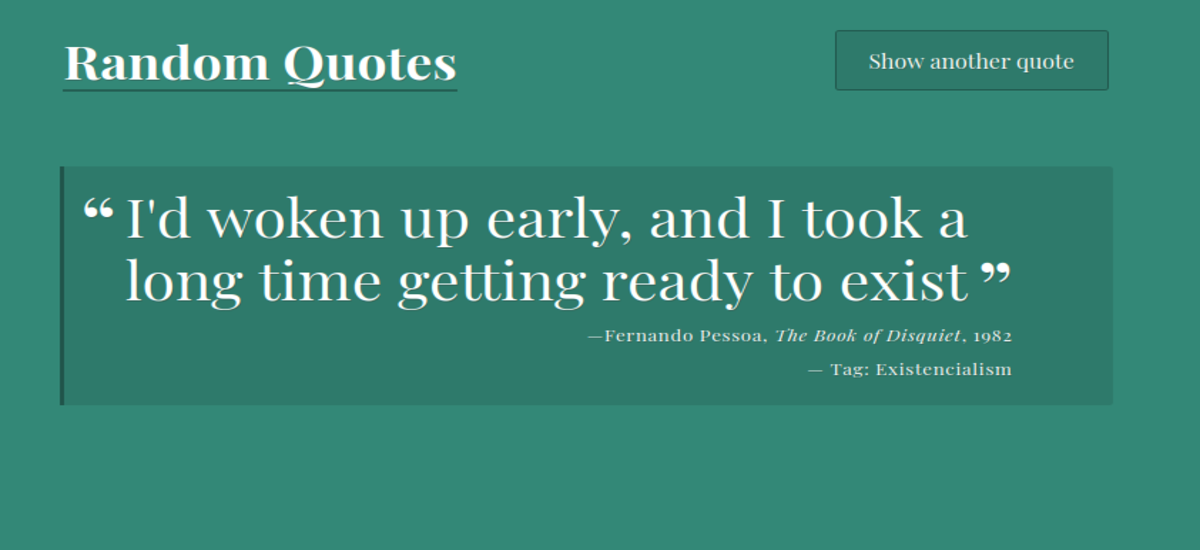 Random Quotes
Show another quote
“ I'd woken up early, and I took a
long time getting ready to exist ”
—Fernando Pessoa, The Book of Disquiet, 1982
— Tag: Existencialism